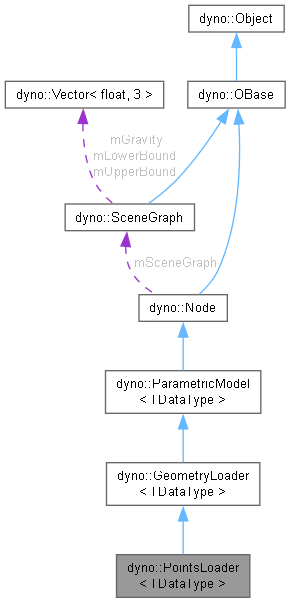 dyno::Object
dyno::Vector< float, 3 >
dyno::OBase
mGravity
mLowerBound
mUpperBound
dyno::SceneGraph
mSceneGraph
dyno::Node
dyno::ParametricModel
< TDataType >
dyno::GeometryLoader
< TDataType >
dyno::PointsLoader
< TDataType >